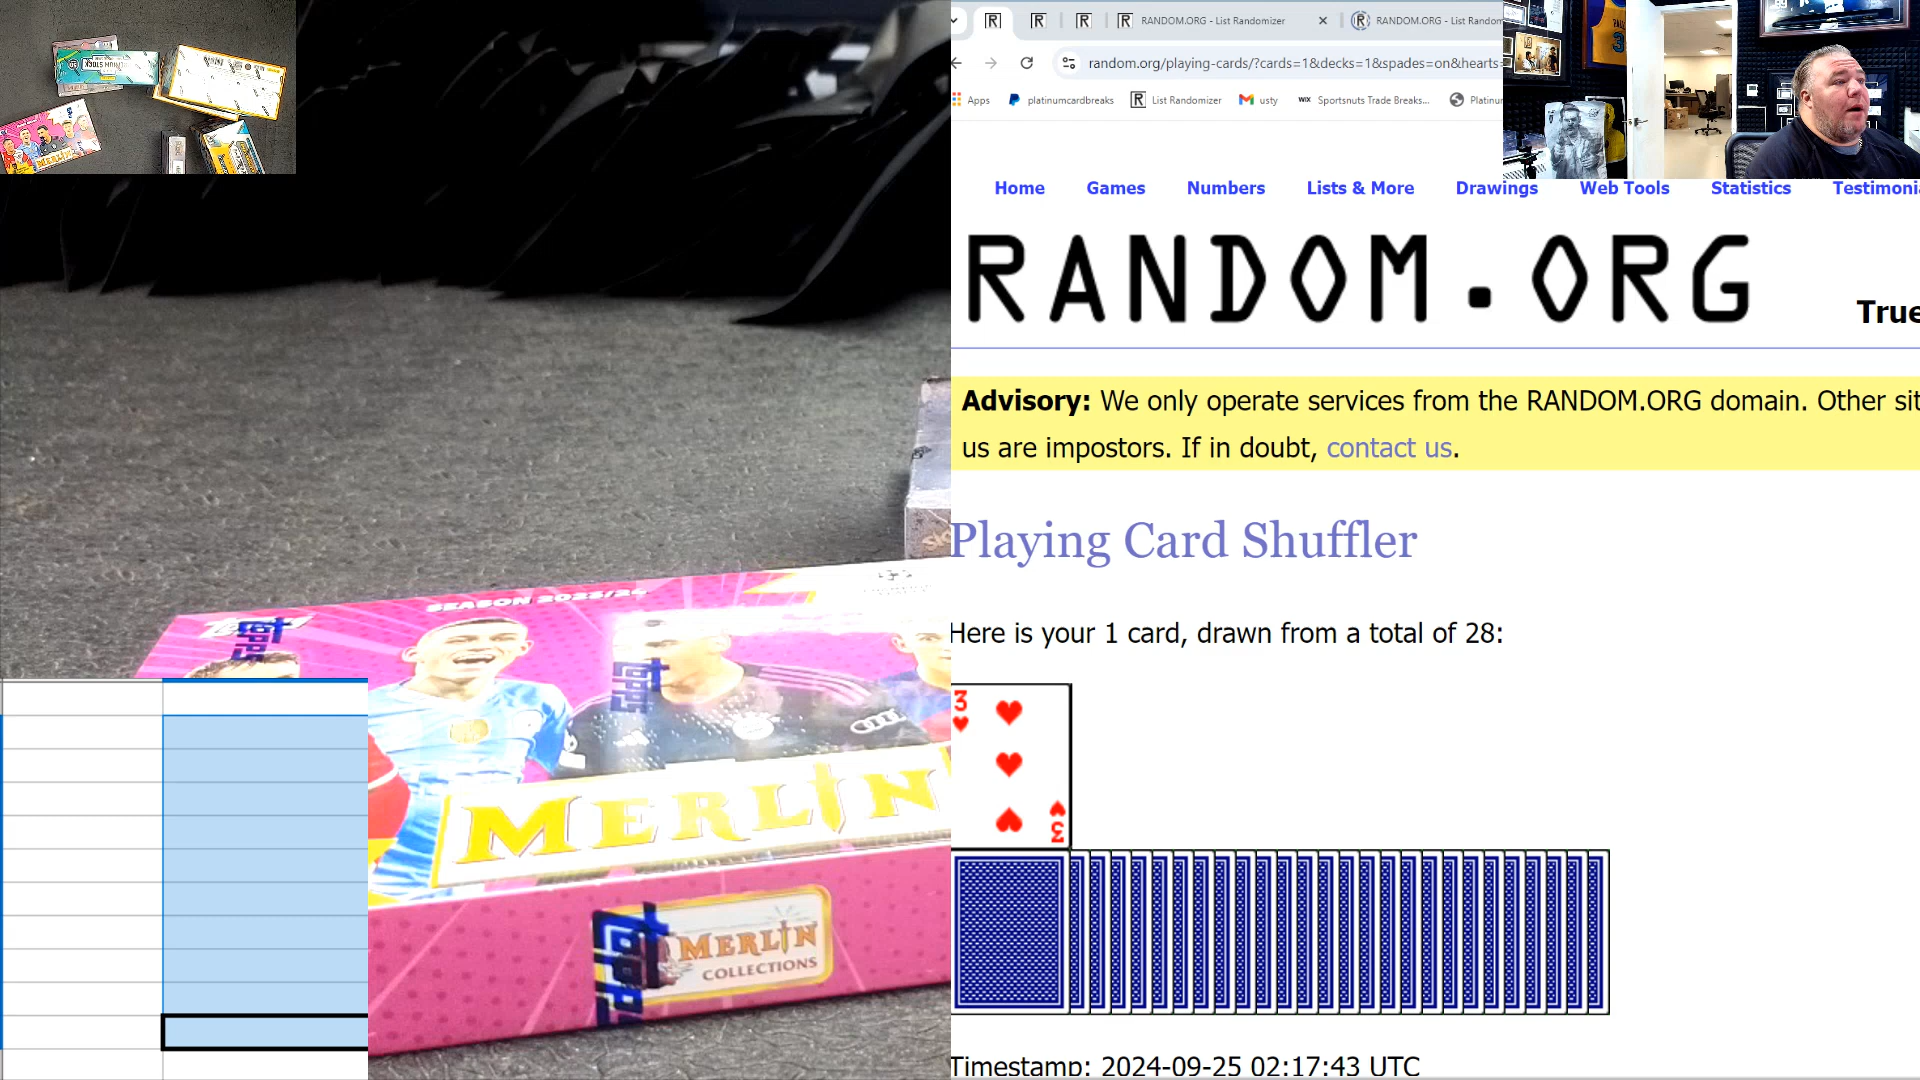 RANDOM.ORG - List Randomizer
RANDOM.ORG - List Random
random.org/playing-cards/?cards=1&decks=1&spades=on&hearts=
Apps
platinumcardbreaks
List Randomizer
usty
Sportsnuts Trade Breaks...
Platinu
Home
Games
Numbers
Lists & More
Drawings
Web Tools
Statistics
Testimonia
RANDOM.ORG
True
Advisory: We only operate services from the RANDOM.ORG domain. Other sit
us are impostors. If in doubt, contact us.
Playing Card Shuffler
Here is your 1 card, drawn from a total of 28:
3
3
Timestamp: 2024-09-25 02:17:43 UTC
MERLIN
SEASON 2023/24
topps
topps
MERLIN
topps
MERLIN
COLLECTIONS